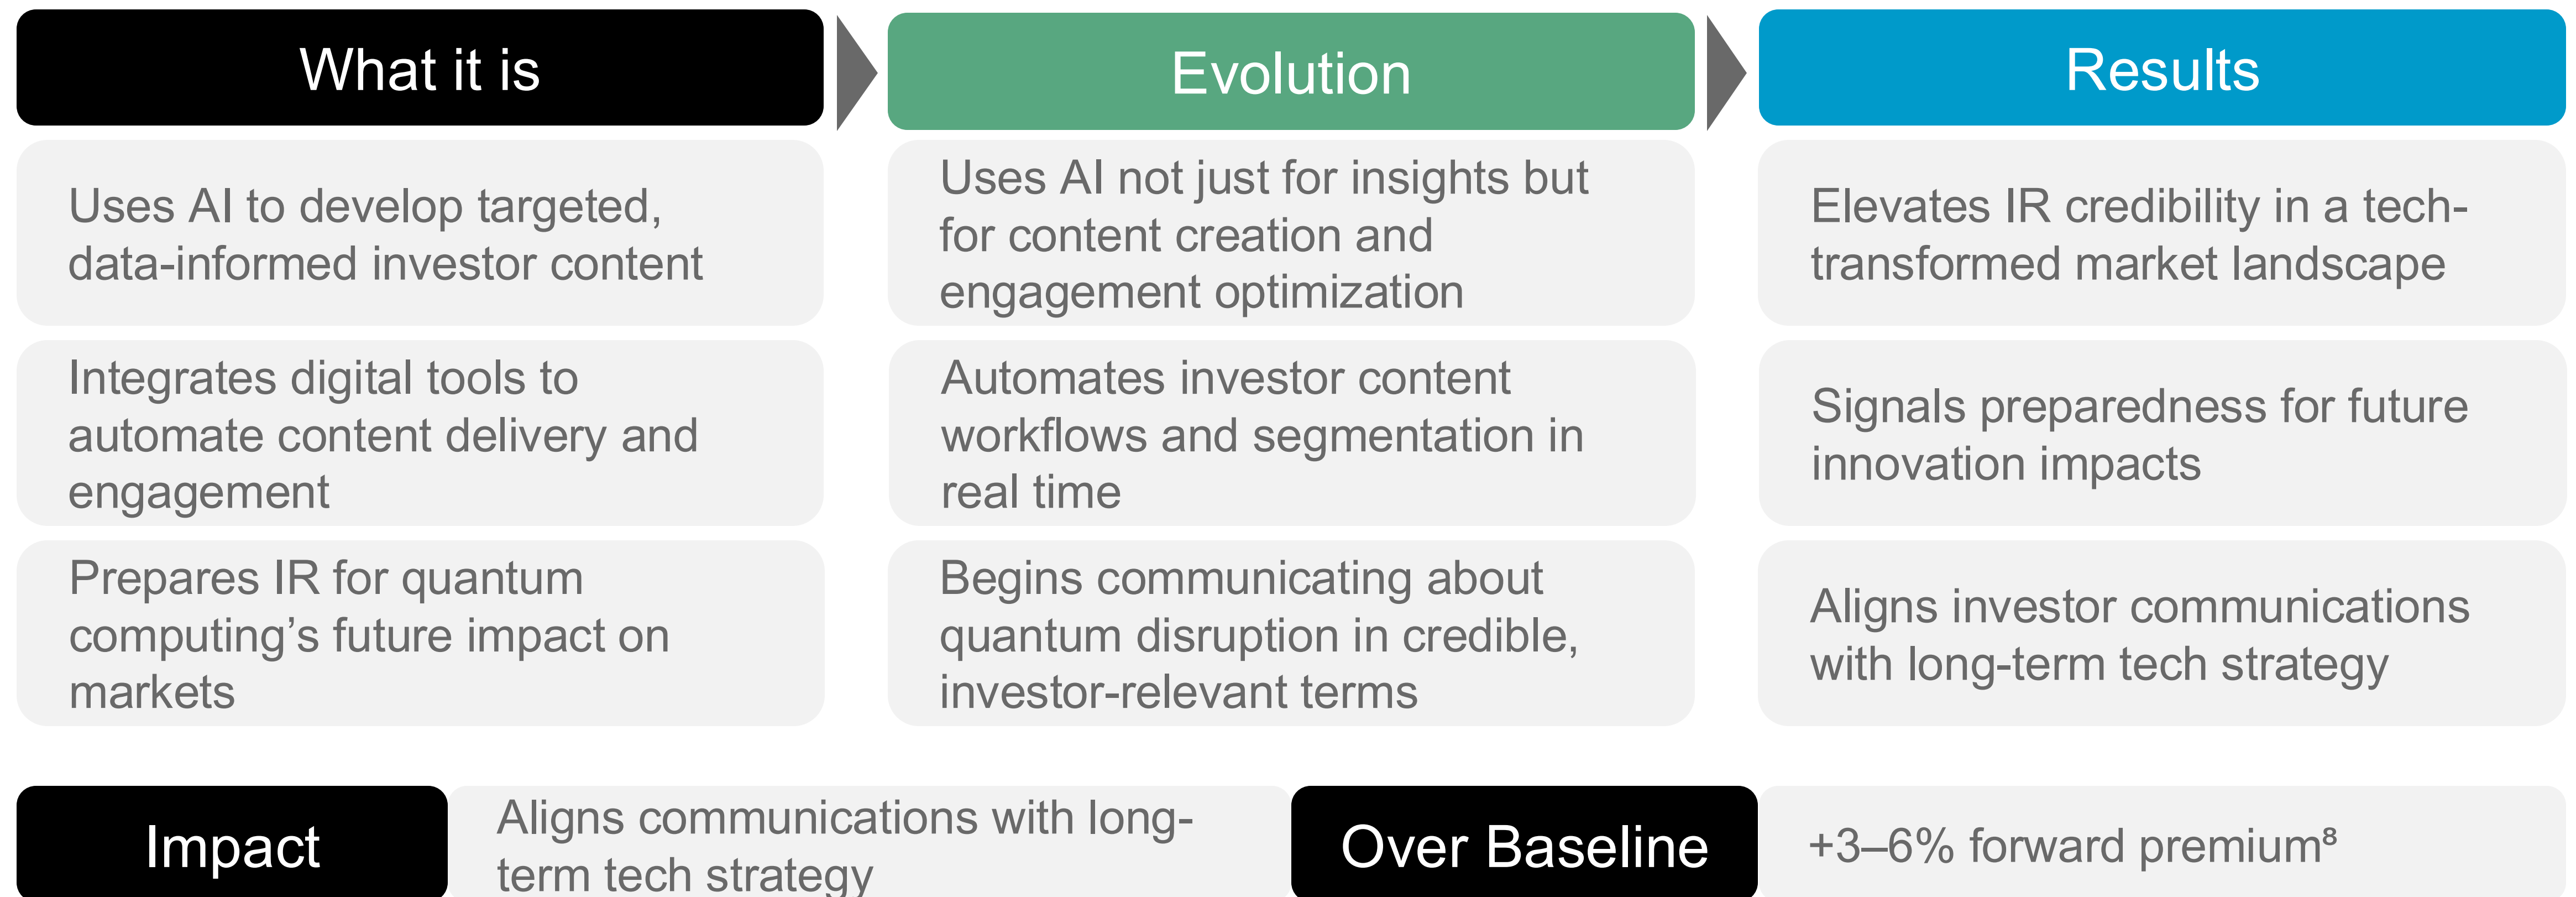 What it is
Evolution
Results
Uses AI to develop targeted,
data-informed investor content
Uses AI not just for insights but
for content creation and
engagement optimization
Elevates IR credibility in a tech-
transformed market landscape
Integrates digital tools to
automate content delivery and
engagement
Automates investor content
workflows and segmentation in
real time
Signals preparedness for future
innovation impacts
Prepares IR for quantum
computing’s future impact on
markets
Begins communicating about
quantum disruption in credible,
investor-relevant terms
Aligns investor communications
with long-term tech strategy
Impact
Aligns communications with long-
term tech strategy
Over Baseline
+3–6% forward premium⁸